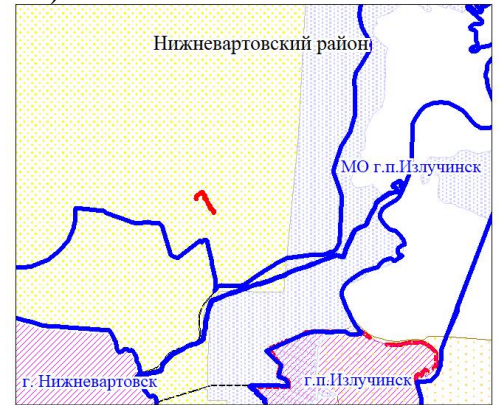 Нижневартовский район
МО г.п.Излучинск
г. Нижневартовск
г.п.Излучинск